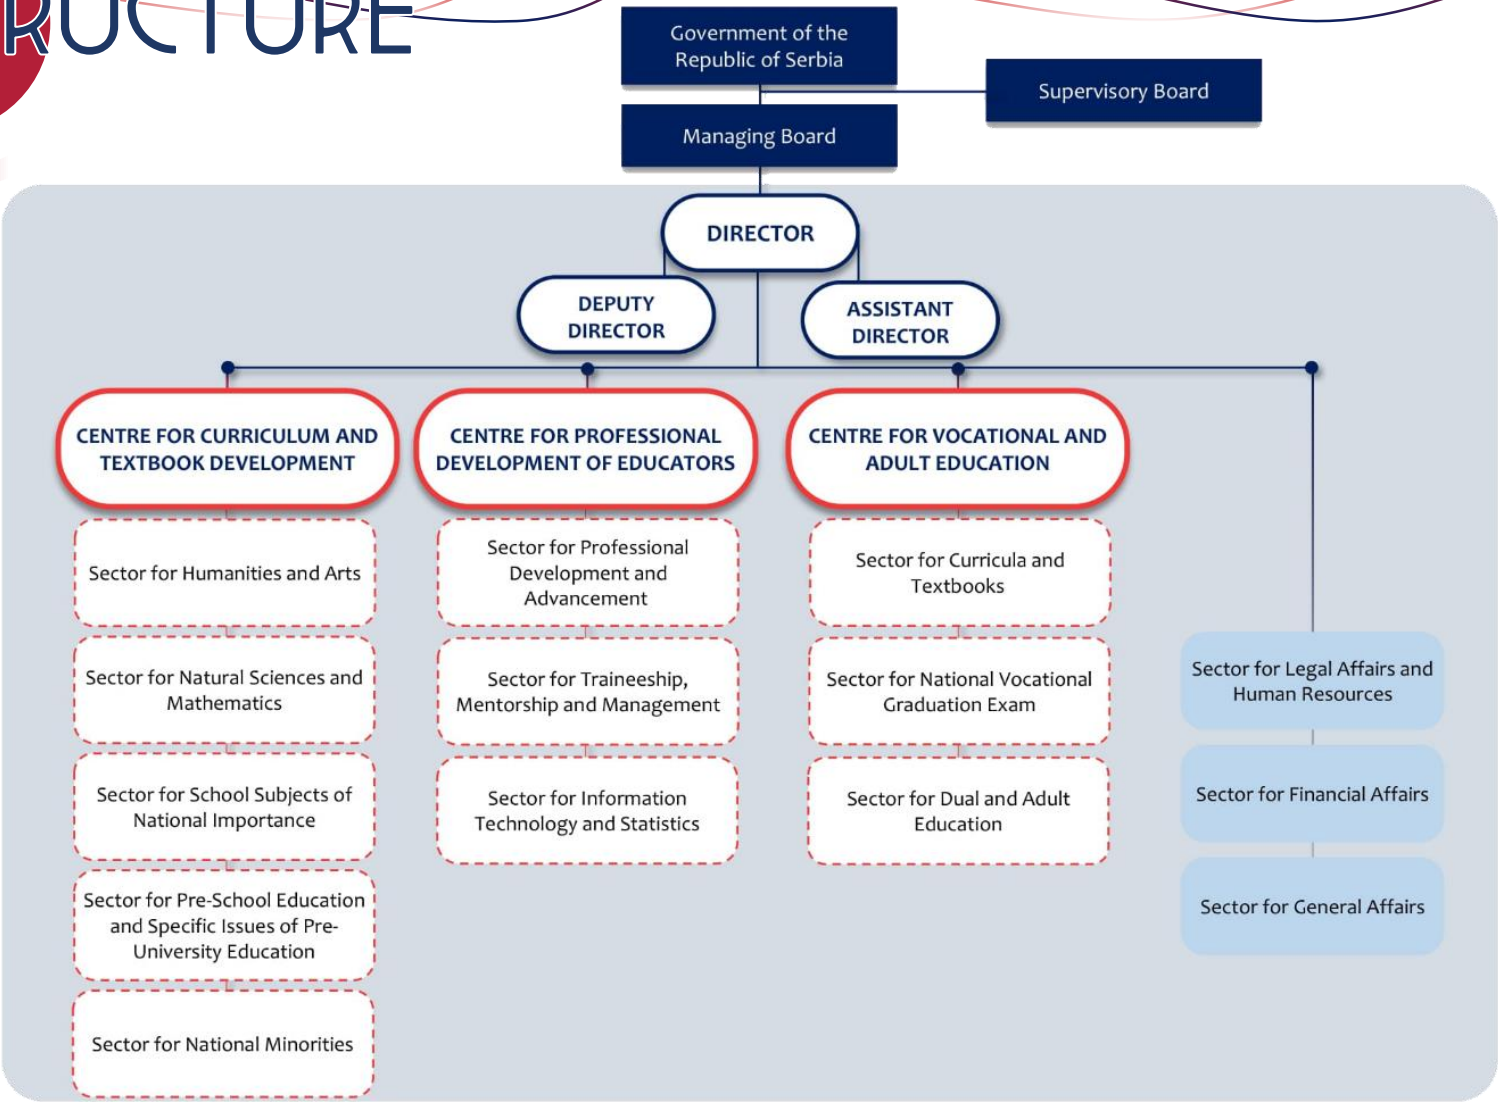 RUCTURE
Government of the
Republic of Serbia
Supervisory Board
Managing Board
DIRECTOR
DEPUTY
DIRECTOR
ASSISTANT
DIRECTOR
CENTRE FOR CURRICULUM AND
TEXTBOOK DEVELOPMENT
Sector for Humanities and Arts
Sector for Natural Sciences and
Mathematics
Sector for School Subjects of
National Importance
Sector for Pre-School Education
and Specific Issues of Pre-
University Education
Sector for National Minorities
CENTRE FOR PROFESSIONAL
DEVELOPMENT OF EDUCATORS
Sector for Professional
Development and
Advancement
Sector for Traineeship,
Mentorship and Management
Sector for Information
Technology and Statistics
CENTRE FOR VOCATIONAL AND
ADULT EDUCATION
Sector for Curricula and
Textbooks
Sector for National Vocational
Graduation Exam
Sector for Dual and Adult
Education
Sector for Legal Affairs and
Human Resources
Sector for Financial Affairs
Sector for General Affairs